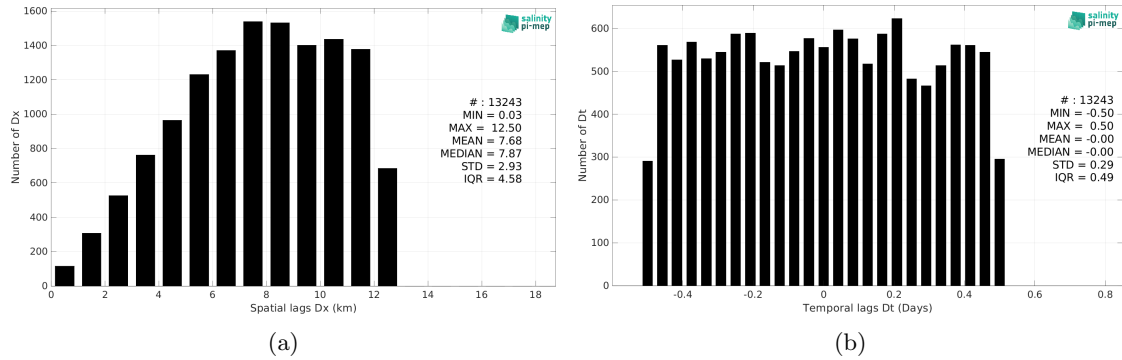 1600
1400
1200
1000
800
600
400
200
0
Number of Dx
salinity
pi-mep
# : 13243
MIN = 0.03
MAX = 12.50
MEAN = 7.68
MEDIAN = 7.87
STD = 2.93
IQR = 4.58
0 2 4 6 8 10 12 14 16 18
Spatial lags Dx (km)
(a)
600
500
400
300
200
100
0
Number of Dt
salinity
pi-mep
# : 13243
MIN = -0.50
MAX = 0.50
MEAN = -0.00
MEDIAN = -0.00
STD = 0.29
IQR = 0.49
-0.4 -0.2 0 0.2 0.4 0.6 0.8
Temporal lags Dt (Days)
(b)